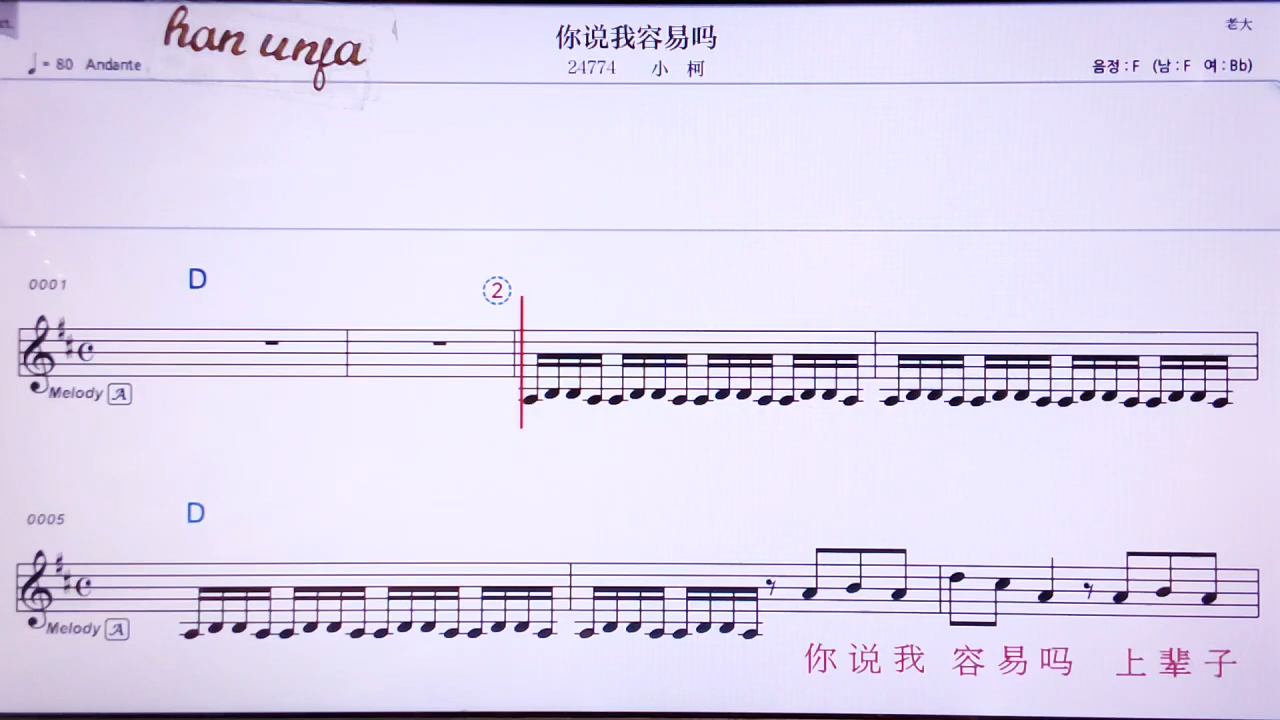 han unfa
你说我容易吗
老大
♩= 80 Andante
24774 小 柯
음정 : F (남 : F 여 : Bb)
0001
D
2
Melody A
0005
D
Melody A
你 说 我 容 易 吗 上 辈 子